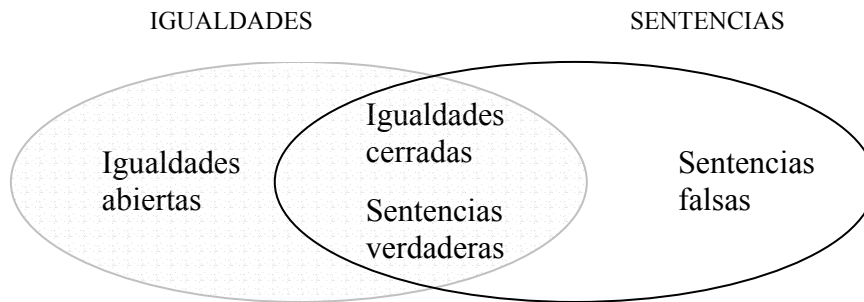 IGUALDADES
SENTENCIAS
Igualdades
abiertas
Igualdades
cerradas
Sentencias
verdaderas
Sentencias
falsas